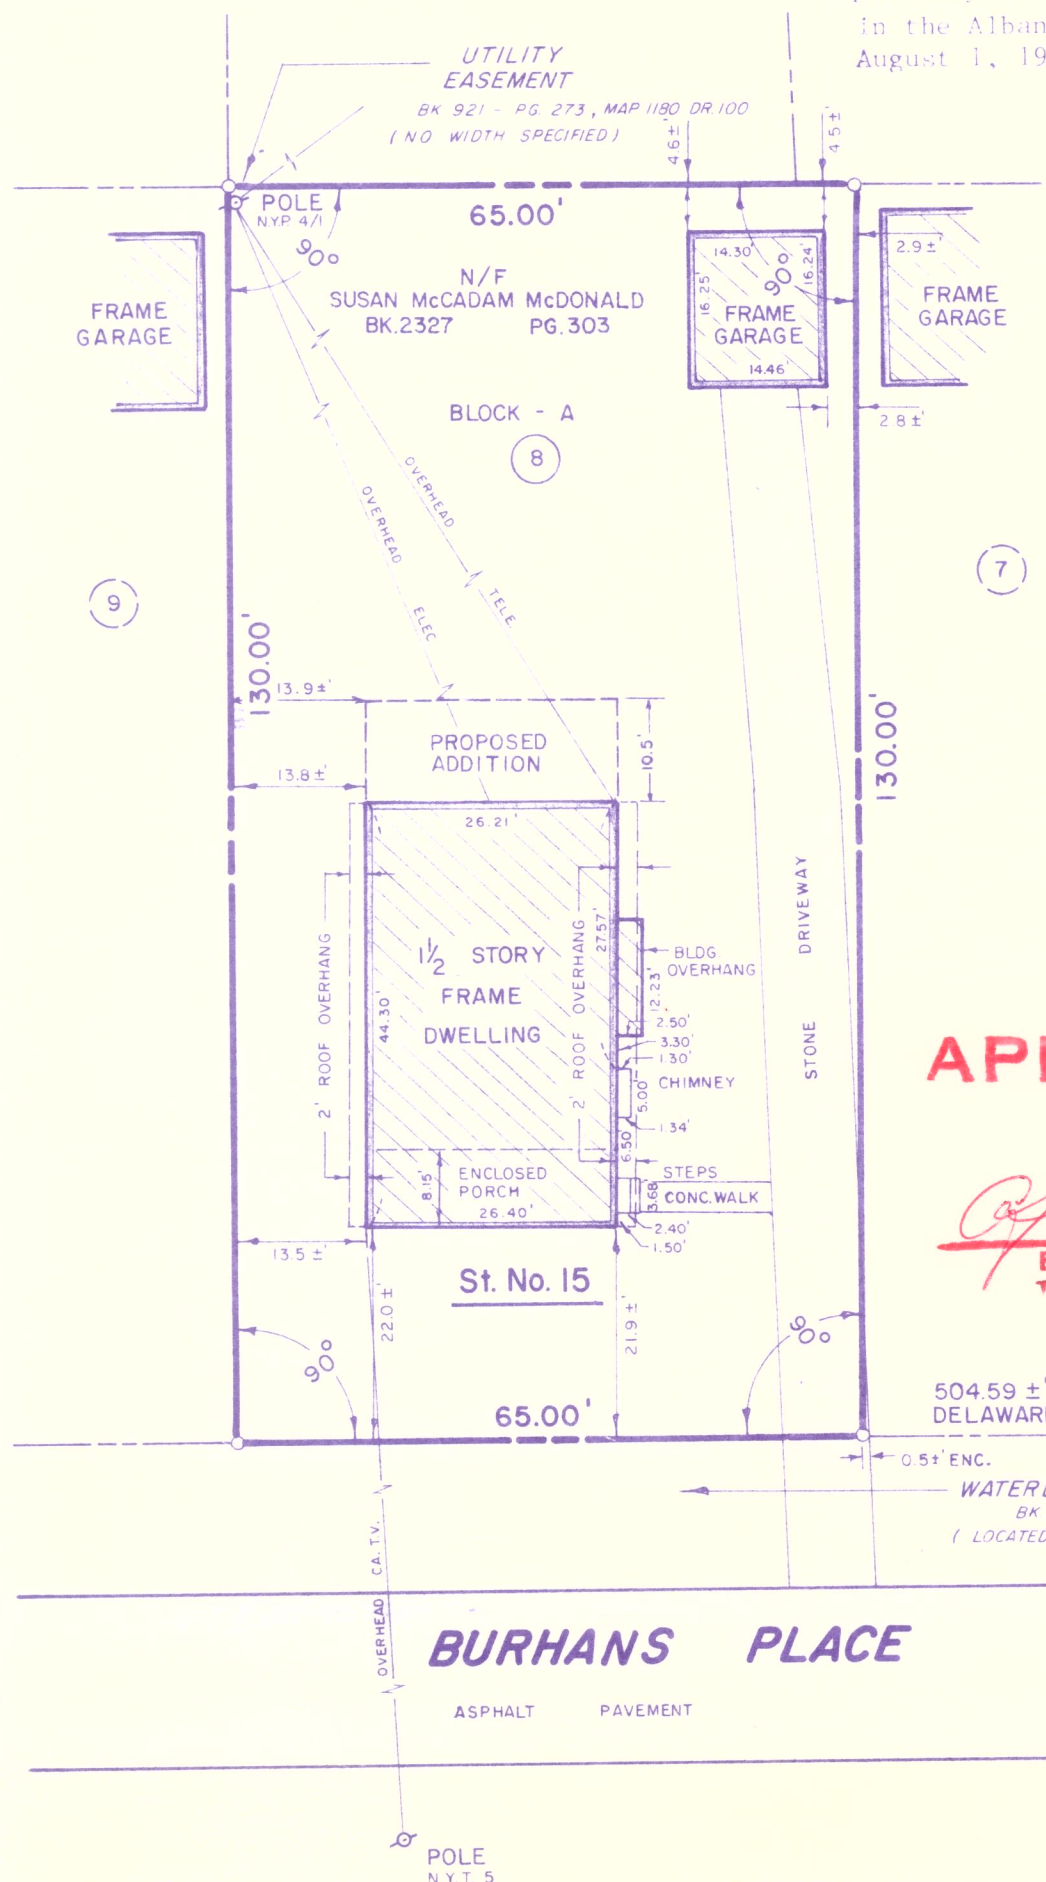 in the Alban
August 1, 19
UTILITY
EASEMENT
BK 921 - PG. 273, MAP 1180 DR.100
( NO WIDTH SPECIFIED )
4.6±'
4.5±'
POLE
N.Y.P. 4/1
65.00'
90°
90°
2.9±'
14.30'
16.25'
16.24'
FRAME
GARAGE
14.46'
N/F
SUSAN McCADAM McDONALD
BK.2327 PG.303
FRAME
GARAGE
FRAME
GARAGE
2.8±'
BLOCK - A
8
OVERHEAD
TELE
OVERHEAD
ELEC
9
7
130.00'
130.00'
13.9±'
PROPOSED
ADDITION
10.5'
13.8±'
26.21'
2' ROOF OVERHANG
2' ROOF OVERHANG
27.57'
44.30'
1½ STORY
FRAME
DWELLING
BLDG
OVERHANG
12.23'
2.50'
3.30'
1.30'
CHIMNEY
5.00'
1.34'
6.50'
STONE DRIVEWAY
8.15'
ENCLOSED
PORCH
26.40'
STEPS
CONC. WALK
3.68'
2.40'
1.50'
13.5±'
St. No. 15
22.0±'
21.9±'
90°
90°
65.00'
AP
504.59±'
DELAWAR
0.5±' ENC.
WATER
BK
( LOCATED
OVERHEAD CA.TV.
BURHANS PLACE
ASPHALT PAVEMENT
POLE
N.Y.T. 5